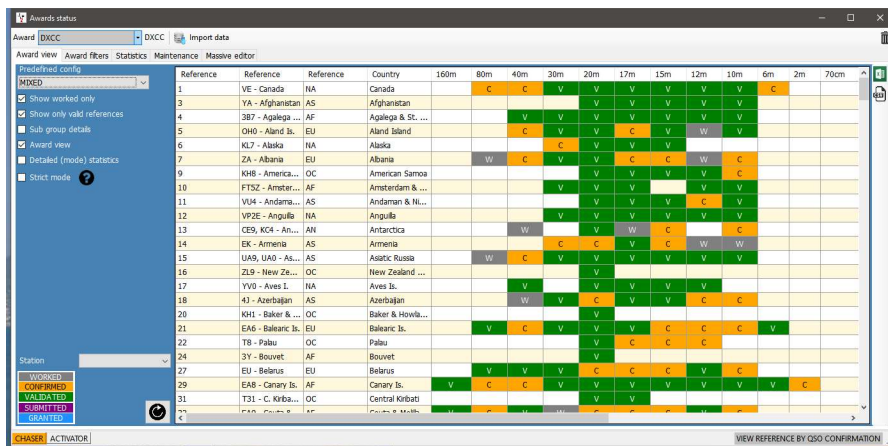 Awards status
Award DXCC DXCC Import data
Award view Award filters Statistics Maintenance Massive editor
Predefined config
MIXED
Show worked only
Show only valid references
Sub group details
Award view
Detailed (mode) statistics
Strict mode ?
Station
WORKED
CONFIRMED
VALIDATED
SUBMITTED
GRANTED
Reference Reference Reference Country 160m 80m 40m 30m 20m 17m 15m 12m 10m 6m 2m 70cm
1 VE - Canada NA Canada C C V V V V V V C
3 YA - Afghanistan AS Afghanistan V V V V V
4 3B7 - Agalega ... AF Agalega & St. ... V V V V V V V
5 OH0 - Aland Is. EU Aland Island C V V C V W V
6 KL7 - Alaska NA Alaska C V V V
7 ZA - Albania EU Albania W C V V C C W C
9 KH8 - America... OC American Samoa V V V V C
10 FT5Z - Amster... AF Amsterdam & ... V V V V V
11 VU4 - Andama... AS Andaman & Ni... V V V C V
12 VP2E - Anguilla NA Anguilla V V V V V V
13 CE9, KC4 - An... AN Antarctica W V W C C
14 EK - Armenia AS Armenia C C V C W W
15 UA9, UA0 - As... AS Asiatic Russia W C V V V V V V
16 ZL9 - New Ze... OC New Zealand ... V
17 YV0 - Aves I. NA Aves Is. V V V V V
18 4J - Azerbaijan AS Azerbaijan W V C V V C C
20 KH1 - Baker & ... OC Baker & Howla... V
21 EA6 - Balearic Is. EU Balearic Is. V C V V V C C C V
22 T8 - Palau OC Palau V C C C
24 3Y - Bouvet AF Bouvet V
27 EU - Belarus EU Belarus V V V C C C V C
29 EA8 - Canary Is. AF Canary Is. V C C V V V V V V V C
31 T31 - C. Kiriba... OC Central Kiribati V V
CHASER ACTIVATOR VIEW REFERENCE BY QSO CONFIRMATION